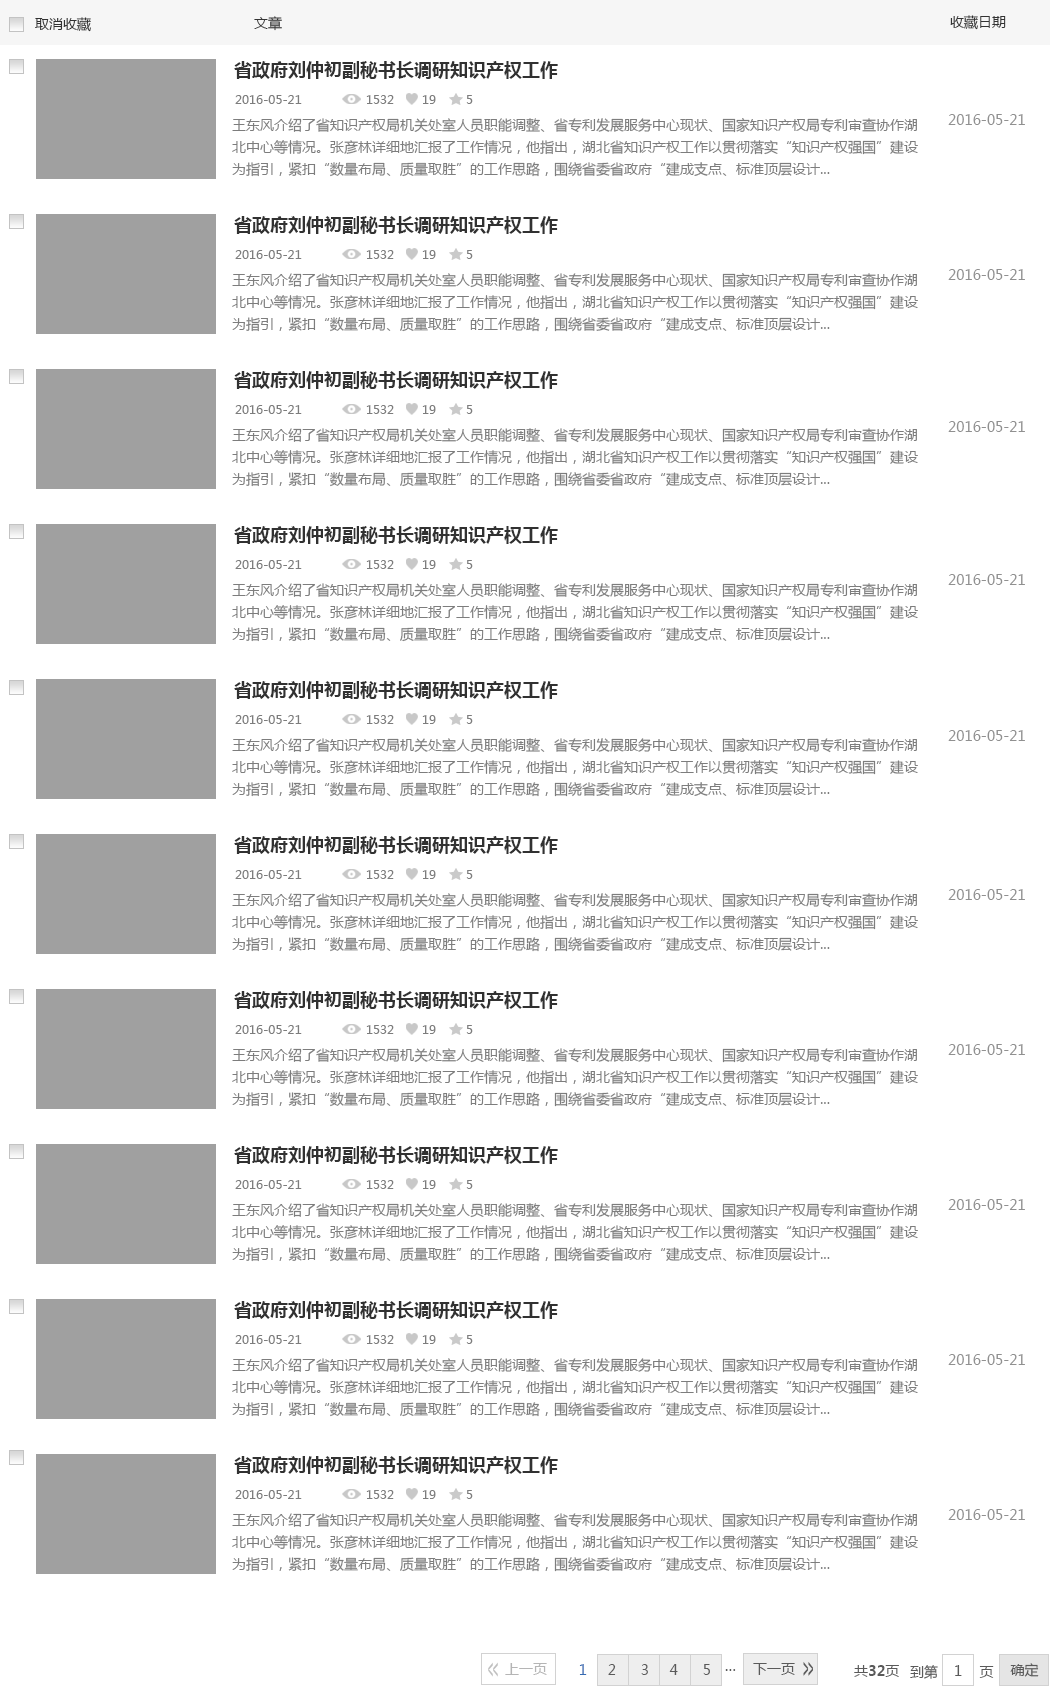 取消收藏 文章 收藏日期
省政府刘仲初副秘书长调研知识产权工作
2016-05-21 1532 19 5
王东风介绍了省知识产权局机关处室人员职能调整、省专利发展服务中心现状、国家知识产权局专利审查协作湖
2016-05-21
北中心等情况。张彦林详细地汇报了工作情况，他指出，湖北省知识产权工作以贯彻落实“知识产权强国”建设
为指引，紧扣“数量布局、质量取胜”的工作思路，围绕省委省政府“建成支点、标准顶层设计...
省政府刘仲初副秘书长调研知识产权工作
2016-05-21 1532 19 5
王东风介绍了省知识产权局机关处室人员职能调整、省专利发展服务中心现状、国家知识产权局专利审查协作湖
2016-05-21
北中心等情况。张彦林详细地汇报了工作情况，他指出，湖北省知识产权工作以贯彻落实“知识产权强国”建设
为指引，紧扣“数量布局、质量取胜”的工作思路，围绕省委省政府“建成支点、标准顶层设计...
省政府刘仲初副秘书长调研知识产权工作
2016-05-21 1532 19 5
王东风介绍了省知识产权局机关处室人员职能调整、省专利发展服务中心现状、国家知识产权局专利审查协作湖
2016-05-21
北中心等情况。张彦林详细地汇报了工作情况，他指出，湖北省知识产权工作以贯彻落实“知识产权强国”建设
为指引，紧扣“数量布局、质量取胜”的工作思路，围绕省委省政府“建成支点、标准顶层设计...
省政府刘仲初副秘书长调研知识产权工作
2016-05-21 1532 19 5
王东风介绍了省知识产权局机关处室人员职能调整、省专利发展服务中心现状、国家知识产权局专利审查协作湖
2016-05-21
北中心等情况。张彦林详细地汇报了工作情况，他指出，湖北省知识产权工作以贯彻落实“知识产权强国”建设
为指引，紧扣“数量布局、质量取胜”的工作思路，围绕省委省政府“建成支点、标准顶层设计...
省政府刘仲初副秘书长调研知识产权工作
2016-05-21 1532 19 5
王东风介绍了省知识产权局机关处室人员职能调整、省专利发展服务中心现状、国家知识产权局专利审查协作湖
2016-05-21
北中心等情况。张彦林详细地汇报了工作情况，他指出，湖北省知识产权工作以贯彻落实“知识产权强国”建设
为指引，紧扣“数量布局、质量取胜”的工作思路，围绕省委省政府“建成支点、标准顶层设计...
省政府刘仲初副秘书长调研知识产权工作
2016-05-21 1532 19 5
王东风介绍了省知识产权局机关处室人员职能调整、省专利发展服务中心现状、国家知识产权局专利审查协作湖
2016-05-21
北中心等情况。张彦林详细地汇报了工作情况，他指出，湖北省知识产权工作以贯彻落实“知识产权强国”建设
为指引，紧扣“数量布局、质量取胜”的工作思路，围绕省委省政府“建成支点、标准顶层设计...
省政府刘仲初副秘书长调研知识产权工作
2016-05-21 1532 19 5
王东风介绍了省知识产权局机关处室人员职能调整、省专利发展服务中心现状、国家知识产权局专利审查协作湖
2016-05-21
北中心等情况。张彦林详细地汇报了工作情况，他指出，湖北省知识产权工作以贯彻落实“知识产权强国”建设
为指引，紧扣“数量布局、质量取胜”的工作思路，围绕省委省政府“建成支点、标准顶层设计...
省政府刘仲初副秘书长调研知识产权工作
2016-05-21 1532 19 5
王东风介绍了省知识产权局机关处室人员职能调整、省专利发展服务中心现状、国家知识产权局专利审查协作湖
2016-05-21
北中心等情况。张彦林详细地汇报了工作情况，他指出，湖北省知识产权工作以贯彻落实“知识产权强国”建设
为指引，紧扣“数量布局、质量取胜”的工作思路，围绕省委省政府“建成支点、标准顶层设计...
省政府刘仲初副秘书长调研知识产权工作
2016-05-21 1532 19 5
王东风介绍了省知识产权局机关处室人员职能调整、省专利发展服务中心现状、国家知识产权局专利审查协作湖
2016-05-21
北中心等情况。张彦林详细地汇报了工作情况，他指出，湖北省知识产权工作以贯彻落实“知识产权强国”建设
为指引，紧扣“数量布局、质量取胜”的工作思路，围绕省委省政府“建成支点、标准顶层设计...
省政府刘仲初副秘书长调研知识产权工作
2016-05-21 1532 19 5
王东风介绍了省知识产权局机关处室人员职能调整、省专利发展服务中心现状、国家知识产权局专利审查协作湖
2016-05-21
北中心等情况。张彦林详细地汇报了工作情况，他指出，湖北省知识产权工作以贯彻落实“知识产权强国”建设
为指引，紧扣“数量布局、质量取胜”的工作思路，围绕省委省政府“建成支点、标准顶层设计...
《 上一页 1 2 3 4 5 ... 下一页 》 共32页 到第 1 页 确定